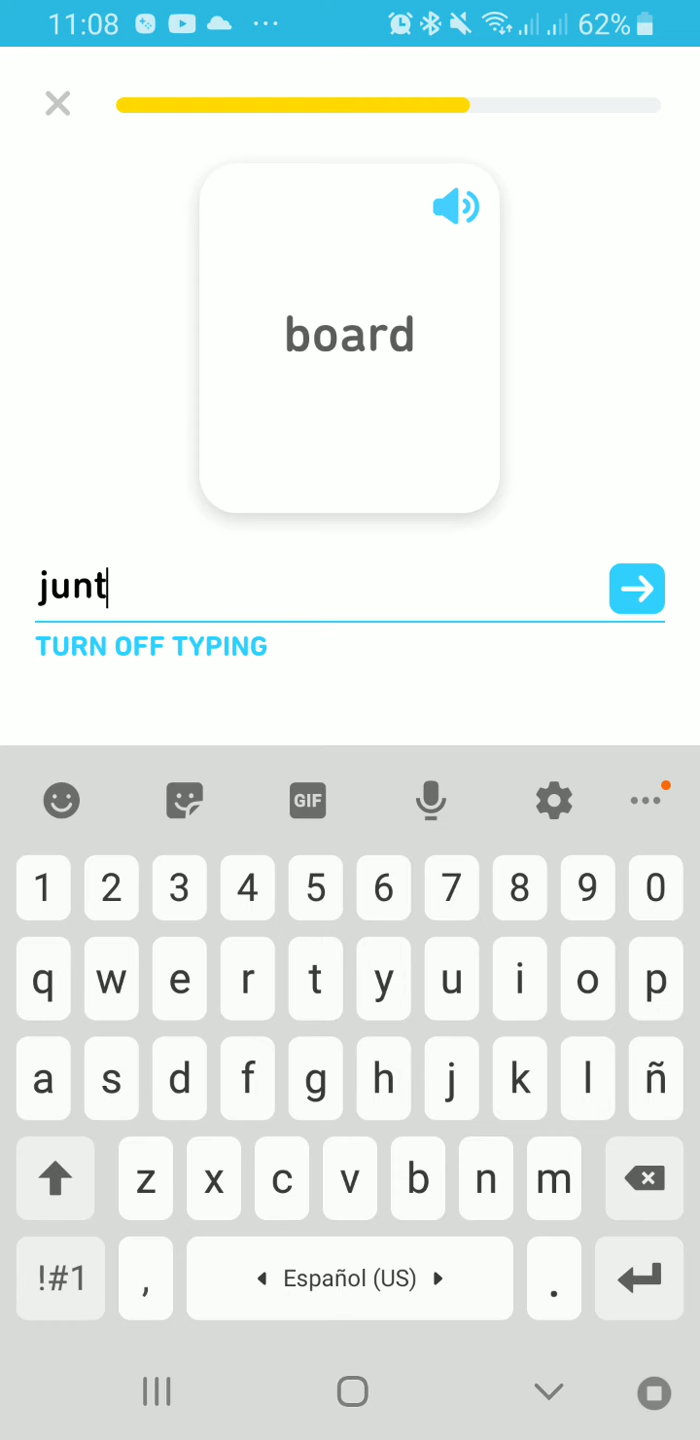 11:08 62%
board
junt
TURN OFF TYPING
GIF
1 2 3 4 5 6 7 8 9 0
q w e r t y u i o p
a s d f g h j k l ñ
z x c v b n m
!#1 , Español (US) .